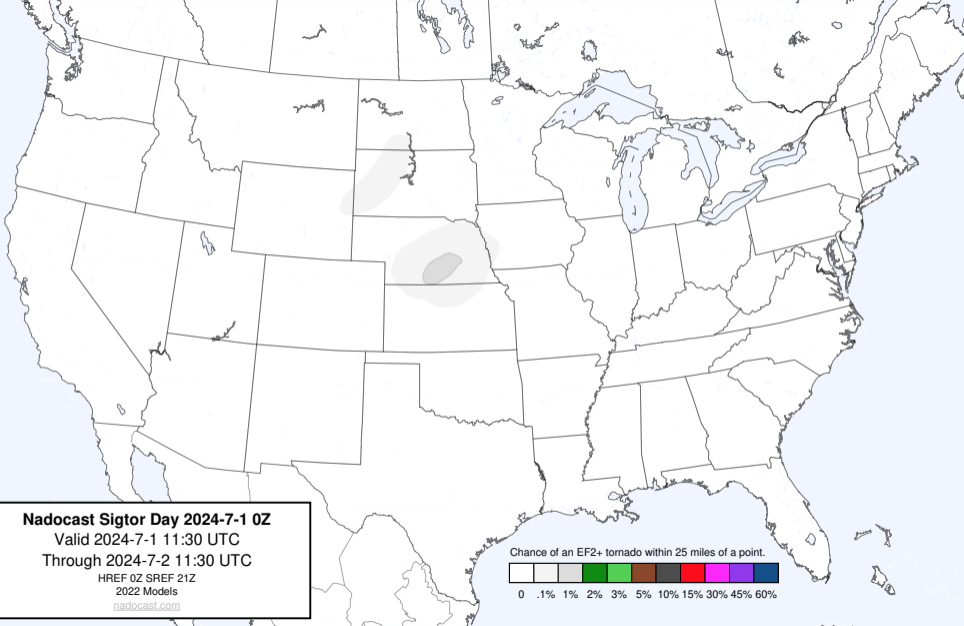 Nadocast Sigtor Day 2024-7-1 0Z
Valid 2024-7-1 11:30 UTC
Through 2024-7-2 11:30 UTC
HREF 0Z SREF 21Z
2022 Models
nadocast.com
Chance of an EF2+ tornado within 25 miles of a point.
0 .1% 1% 2% 3% 5% 10% 15% 30% 45% 60%